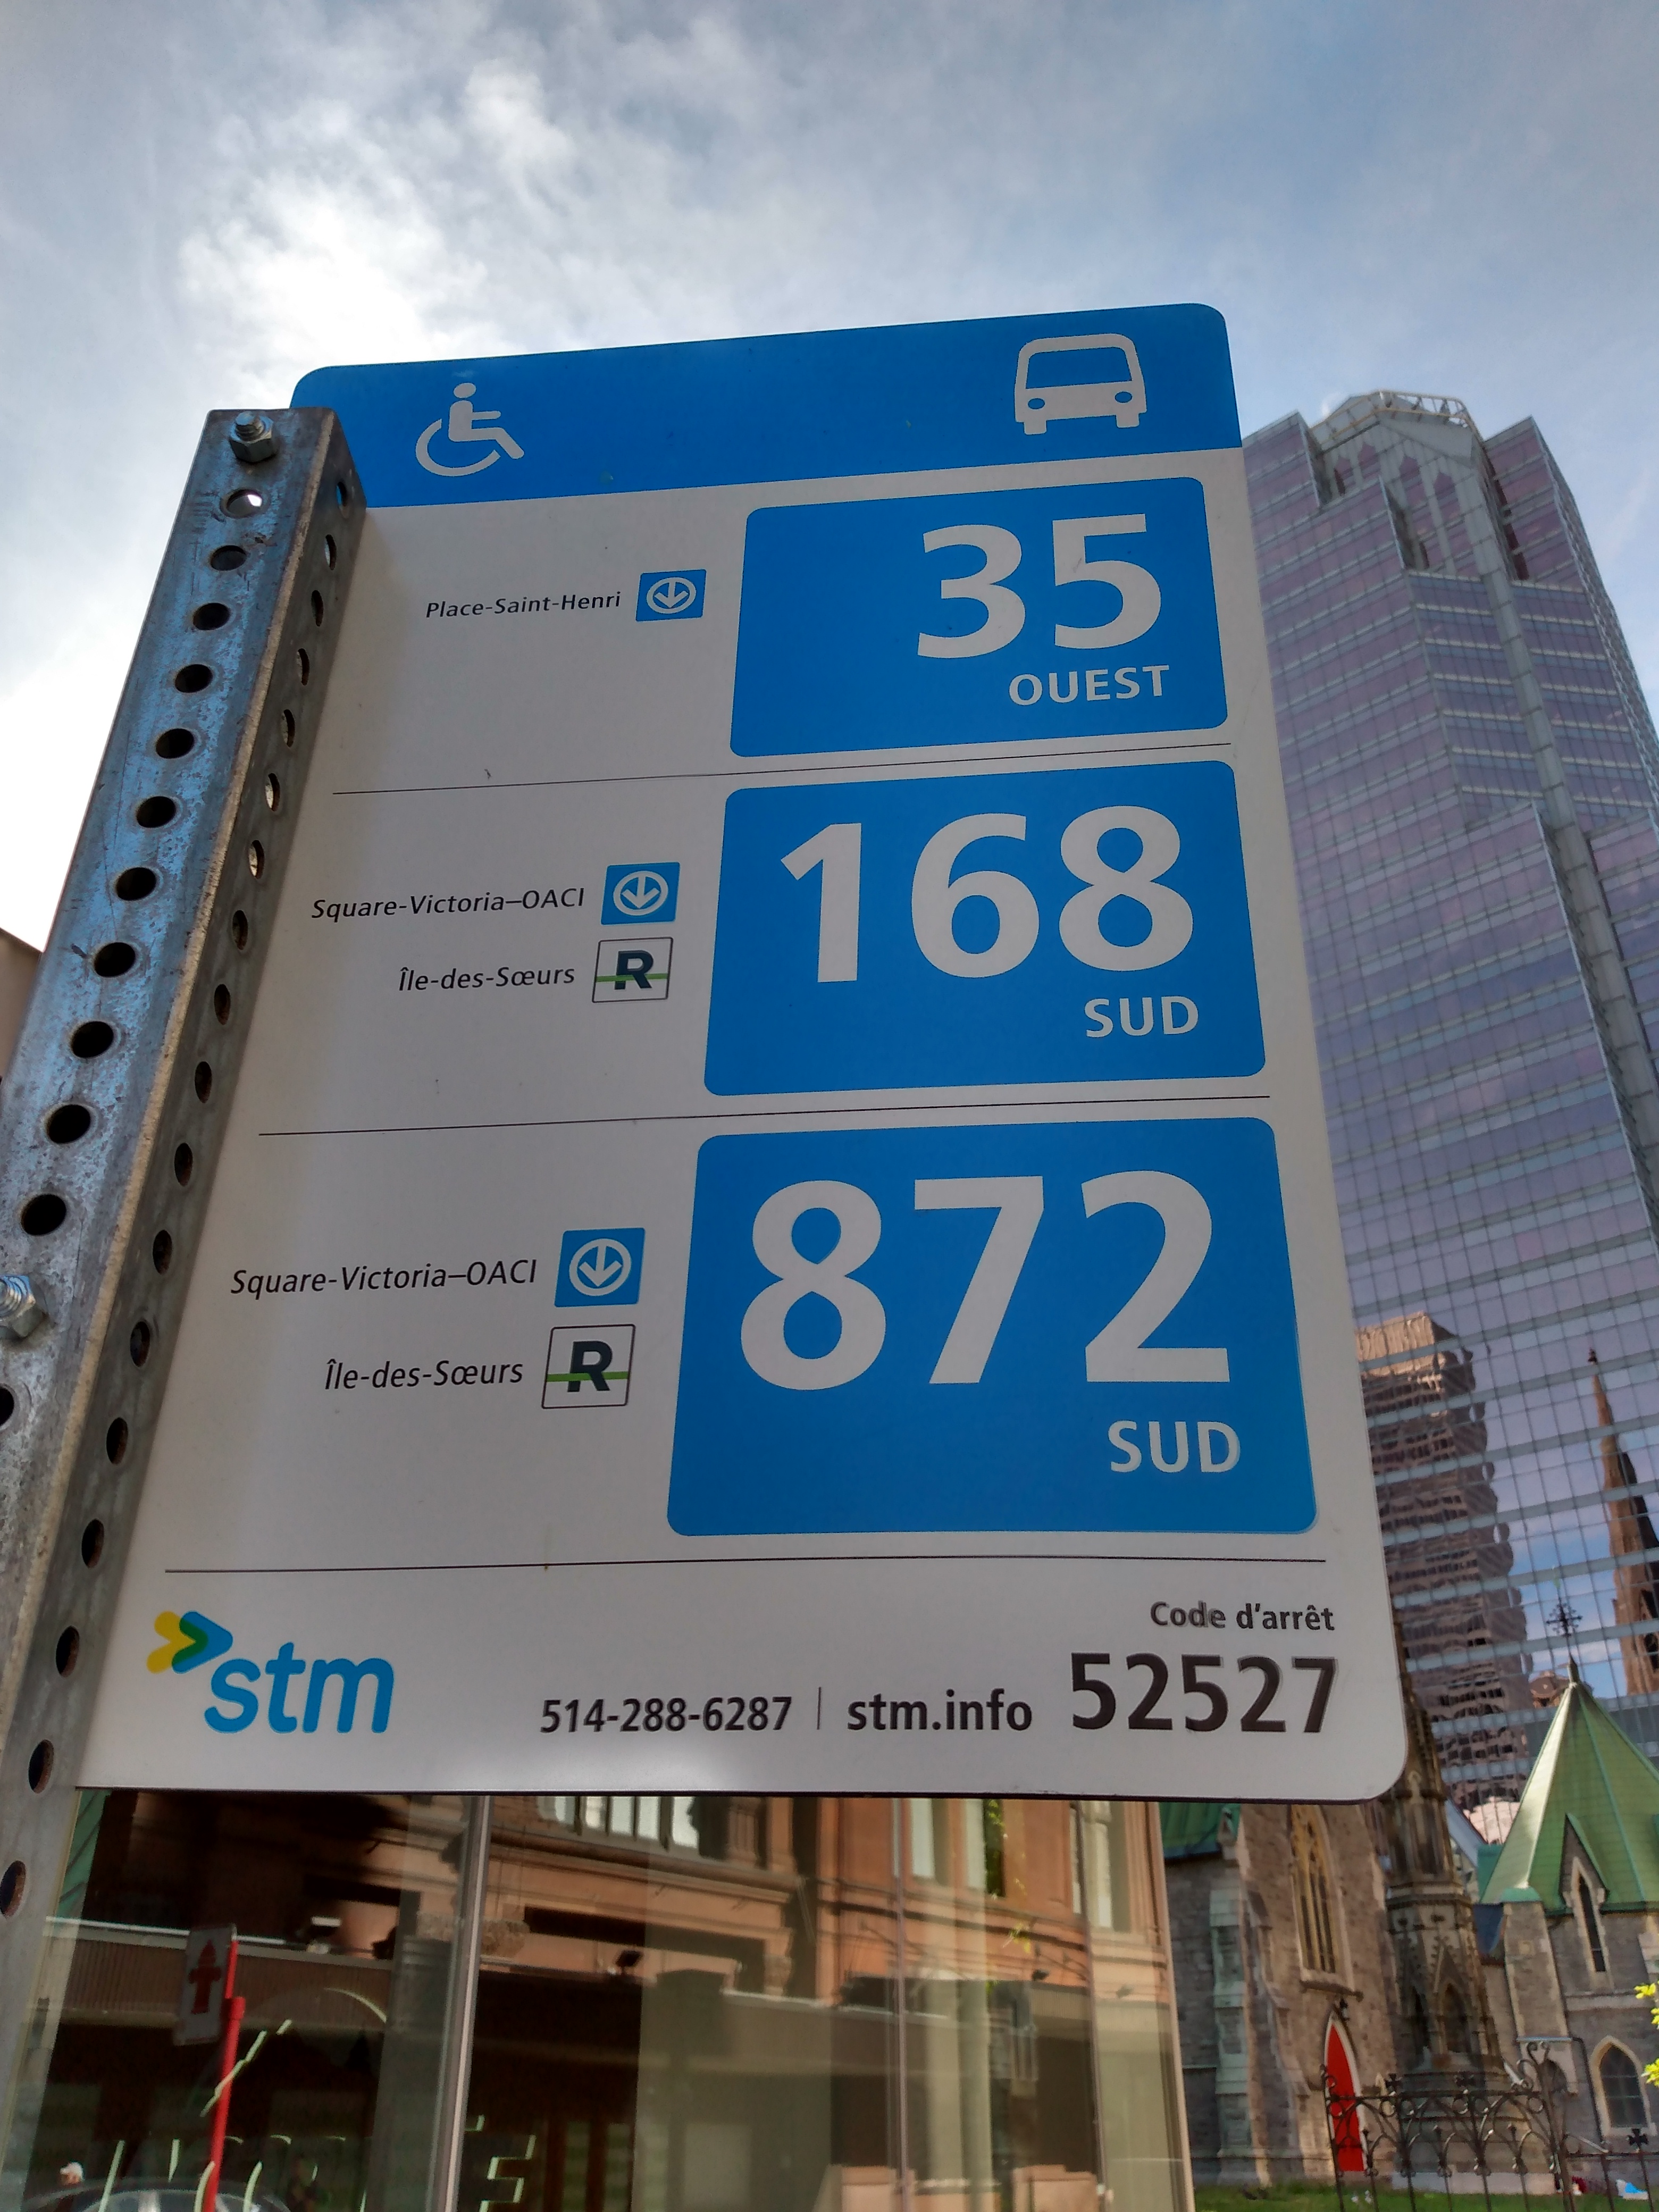 Place-Saint-Henri
35
OUEST
Square-Victoria–OACI
Île-des-Sœurs R
168
SUD
Square-Victoria–OACI
Île-des-Sœurs R
872
SUD
stm
514-288-6287 | stm.info
Code d'arrêt
52527